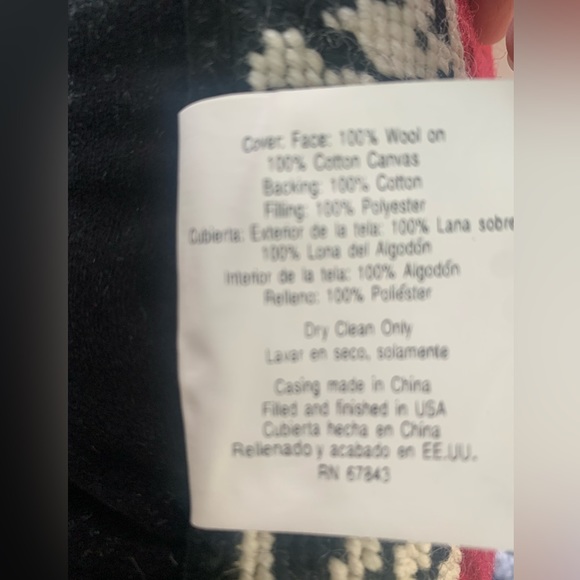 Cover: Face: 100% Wool on
100% Cotton Canvas
Backing: 100% Cotton
Filling: 100% Polyester
Cubierta: Exterior de la tela: 100% Lana sobre
100% Lona del Algodón
Interior de la tela: 100% Algodón
Relleno: 100% Poliéster
Dry Clean Only
Lavar en seco, solamente
Casing made in China
Filled and finished in USA
Cubierta hecha en China
Rellenado y acabado en EE.UU.
RN 67843